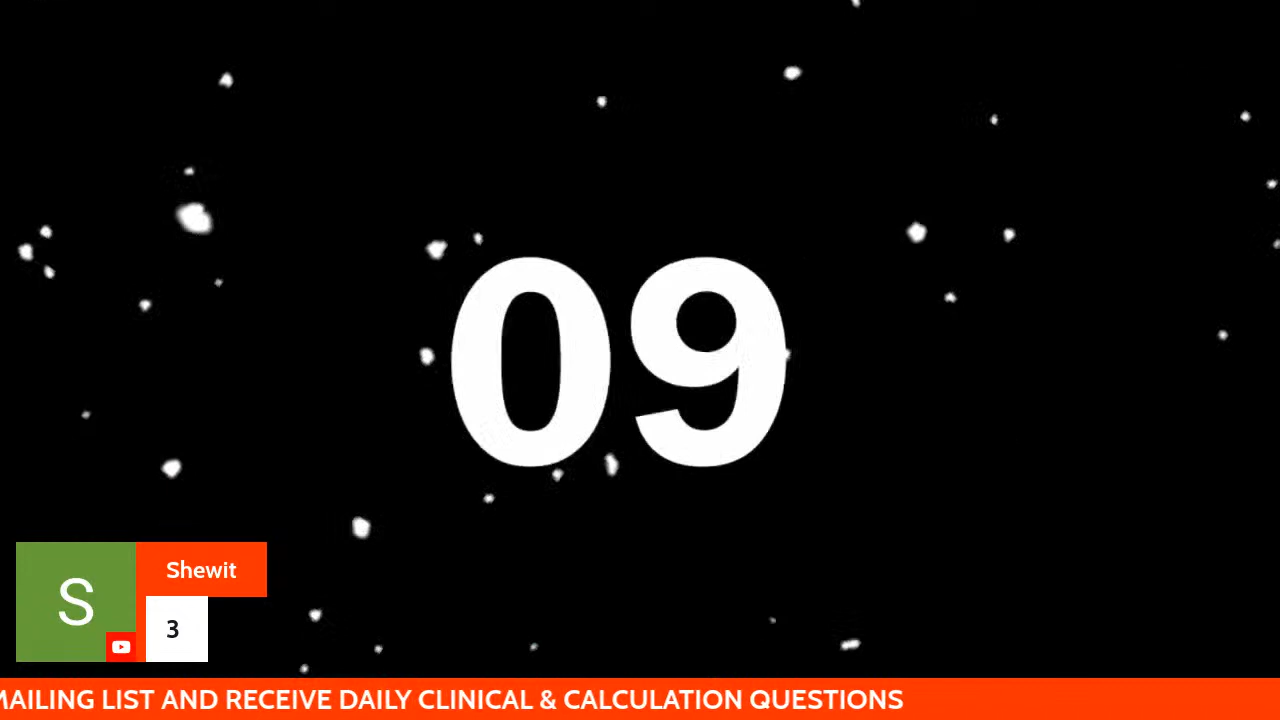 09
S
Shewit
3
MAILING LIST AND RECEIVE DAILY CLINICAL & CALCULATION QUESTIONS